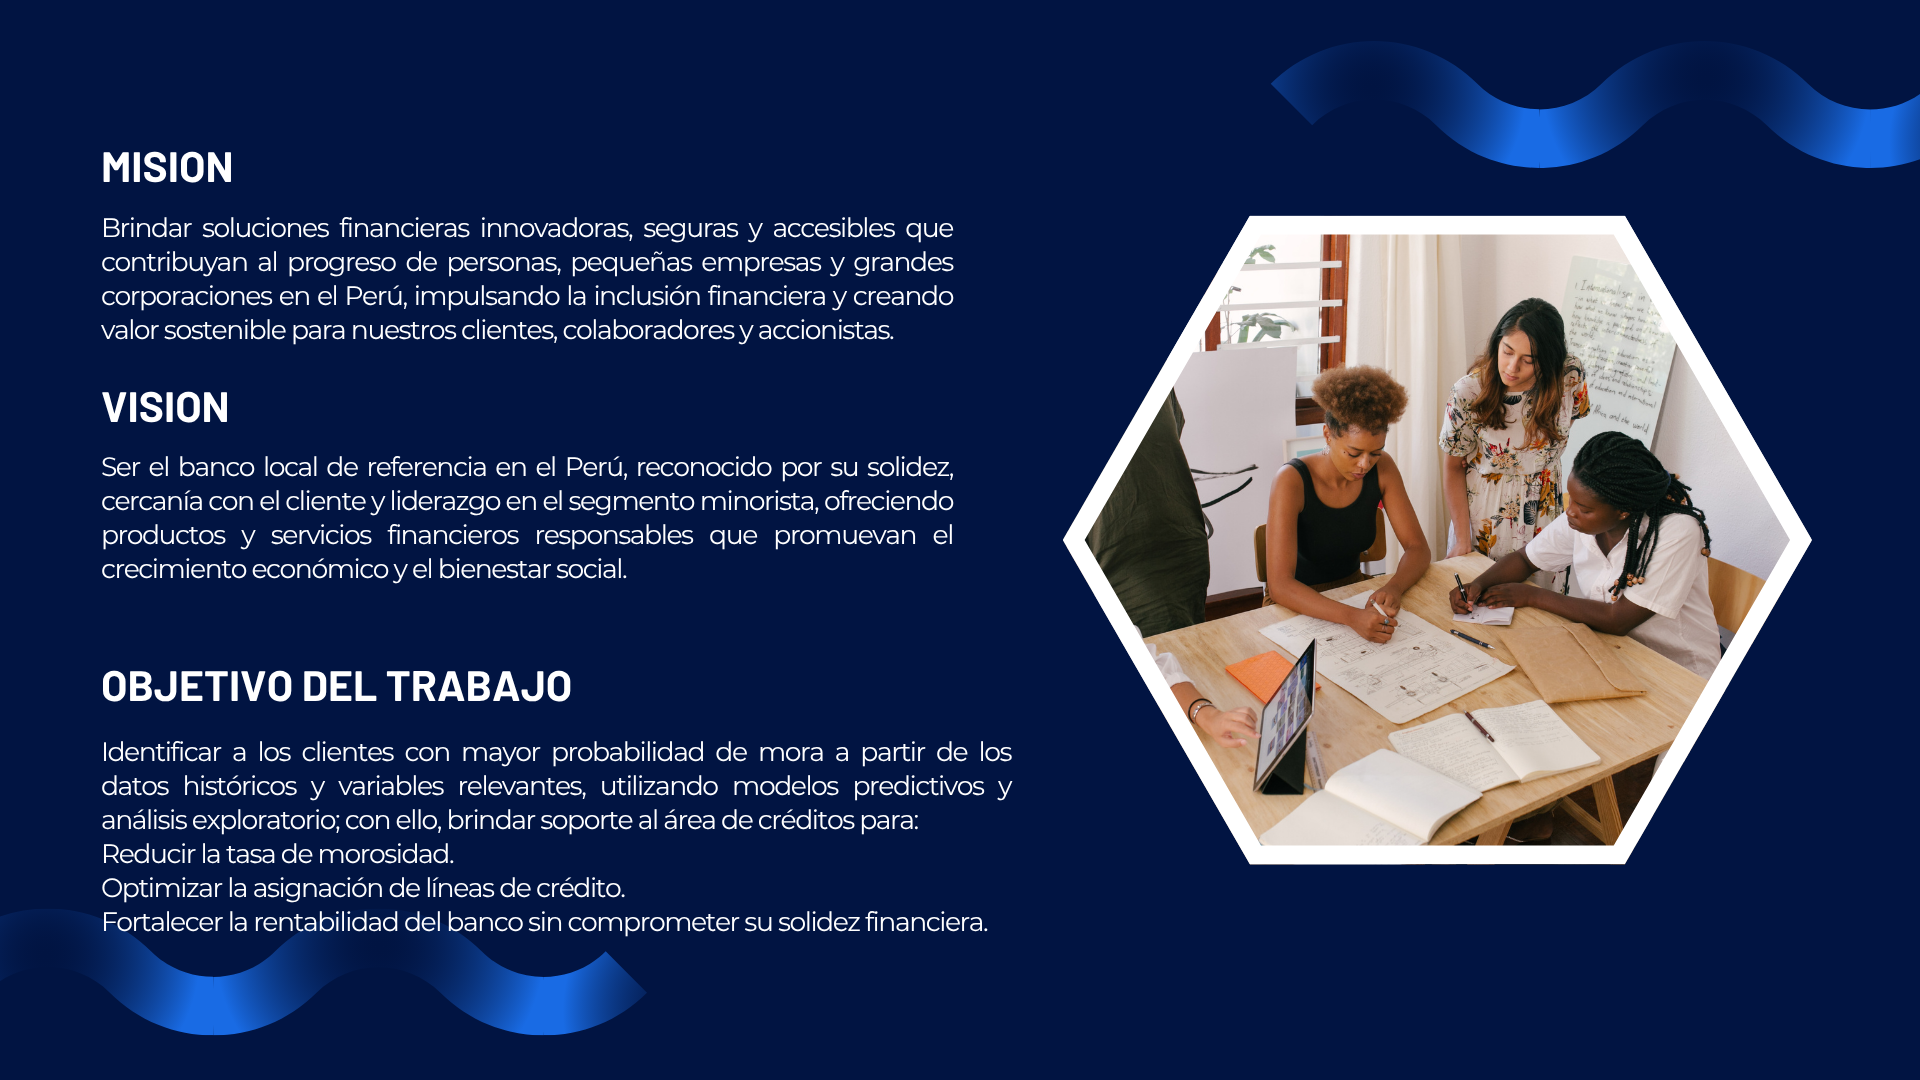 MISION
Brindar soluciones financieras innovadoras, seguras y accesibles que
contribuyan al progreso de personas, pequeñas empresas y grandes
corporaciones en el Perú, impulsando la inclusión financiera y creando
valor sostenible para nuestros clientes, colaboradores y accionistas.
VISION
Ser el banco local de referencia en el Perú, reconocido por su solidez,
cercanía con el cliente y liderazgo en el segmento minorista, ofreciendo
productos y servicios financieros responsables que promuevan el
crecimiento económico y el bienestar social.
OBJETIVO DEL TRABAJO
Identificar a los clientes con mayor probabilidad de mora a partir de los
datos históricos y variables relevantes, utilizando modelos predictivos y
análisis exploratorio; con ello, brindar soporte al área de créditos para:
Reducir la tasa de morosidad.
Optimizar la asignación de líneas de crédito.
Fortalecer la rentabilidad del banco sin comprometer su solidez financiera.